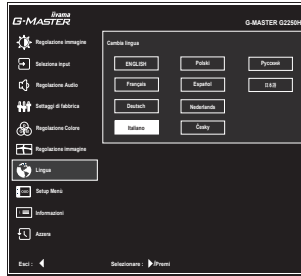 iiyama
G-MASTER
G-MASTER G2250H
Regolazione immagine
Seleziona input
Regolazione Audio
Settaggi di fabbrica
Regolazione Colore
Regolazione immagine
Lingua
OSD
Setup Menù
Informazioni
Azzera
Cambia lingua
ENGLISH
Polski
Русский
Français
Español
日本語
Deutsch
Nederlands
Italiano
Česky
Esci :
Selezionare : /Premi